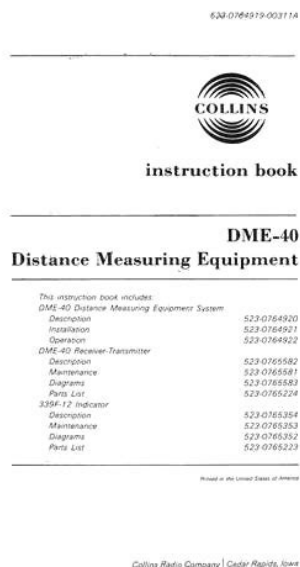 523-0764919-00311A
COLLINS
instruction book
DME-40
Distance Measuring Equipment
This instruction book includes:
DME-40 Distance Measuring Equipment System
Description 523-0764920
Installation 523-0764921
Operation 523-0764922
DME-40 Receiver-Transmitter
Description 523-0765582
Maintenance 523-0765581
Diagrams 523-0765583
Parts List 523-0765224
339F-12 Indicator
Description 523-0765354
Maintenance 523-0765353
Diagrams 523-0765352
Parts List 523-0765223
Printed in the United States of America
Collins Radio Company | Cedar Rapids, Iowa